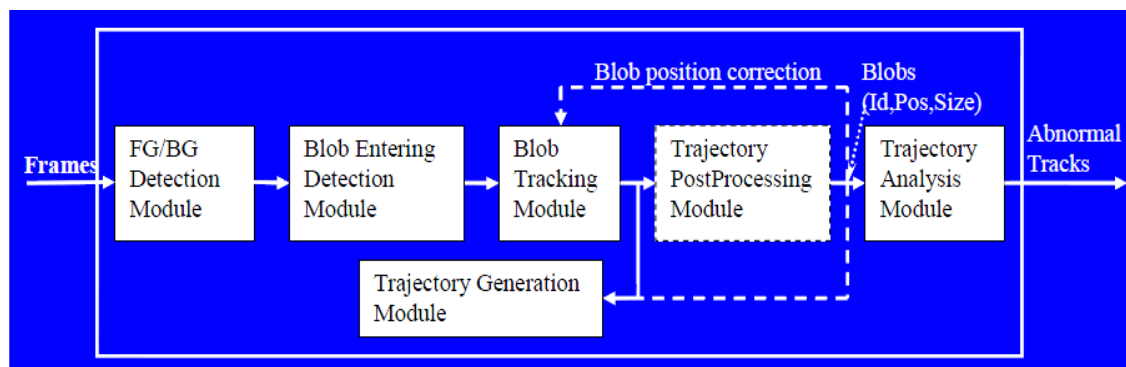 Blob position correction
Blobs
(Id,Pos,Size)
Frames
FG/BG
Detection
Module
Blob Entering
Detection
Module
Blob
Tracking
Module
Trajectory
PostProcessing
Module
Trajectory
Analysis
Module
Abnormal
Tracks
Trajectory Generation
Module